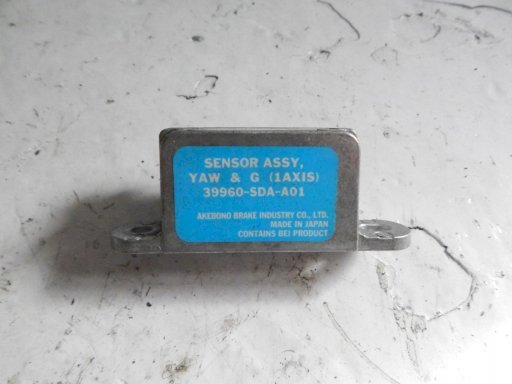 SENSOR ASSY,
YAW & G (1AXIS)
39960-SDA-A01
AKEBONO BRAKE INDUSTRY CO., LTD.
MADE IN JAPAN
CONTAINS BEI PRODUCT